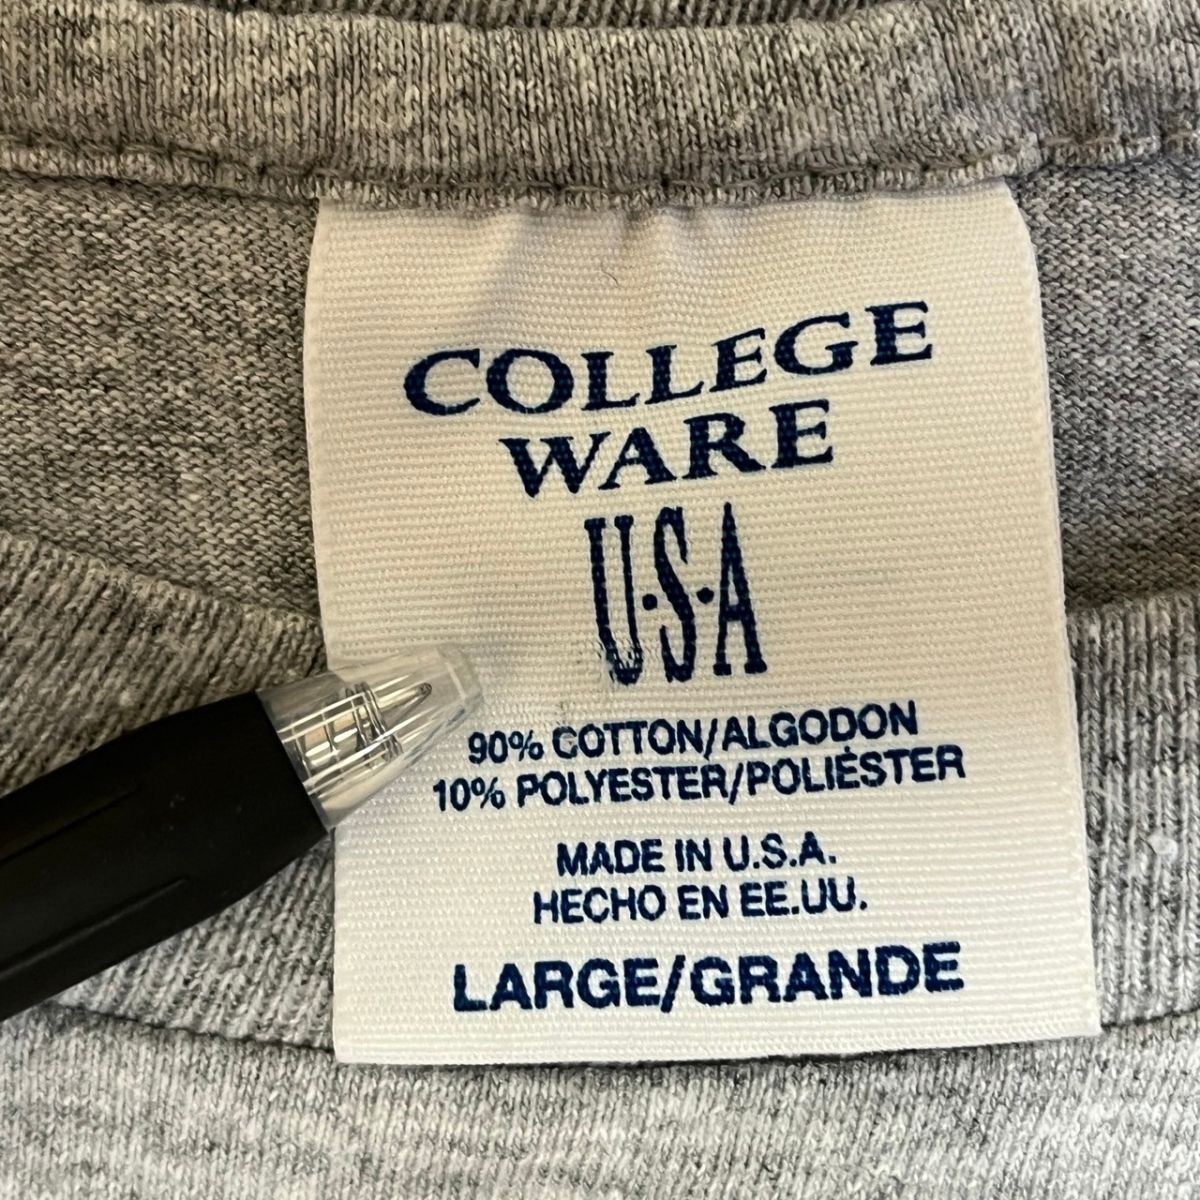 COLLEGE
WARE
U·S·A
90% COTTON/ALGODON
10% POLYESTER/POLIÉSTER
MADE IN U.S.A.
HECHO EN EE.UU.
LARGE/GRANDE